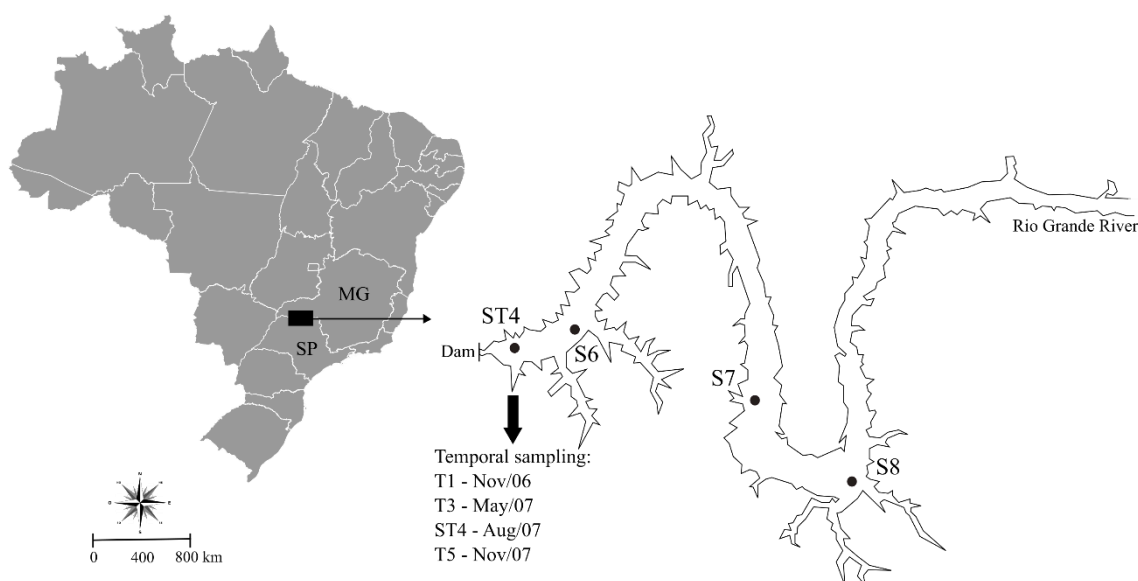 MG
SP
Rio Grande River
ST4
Dam
S6
S7
S8
Temporal sampling:
T1 - Nov/06
T3 - May/07
ST4 - Aug/07
T5 - Nov/07
N
E
0 400 800 km